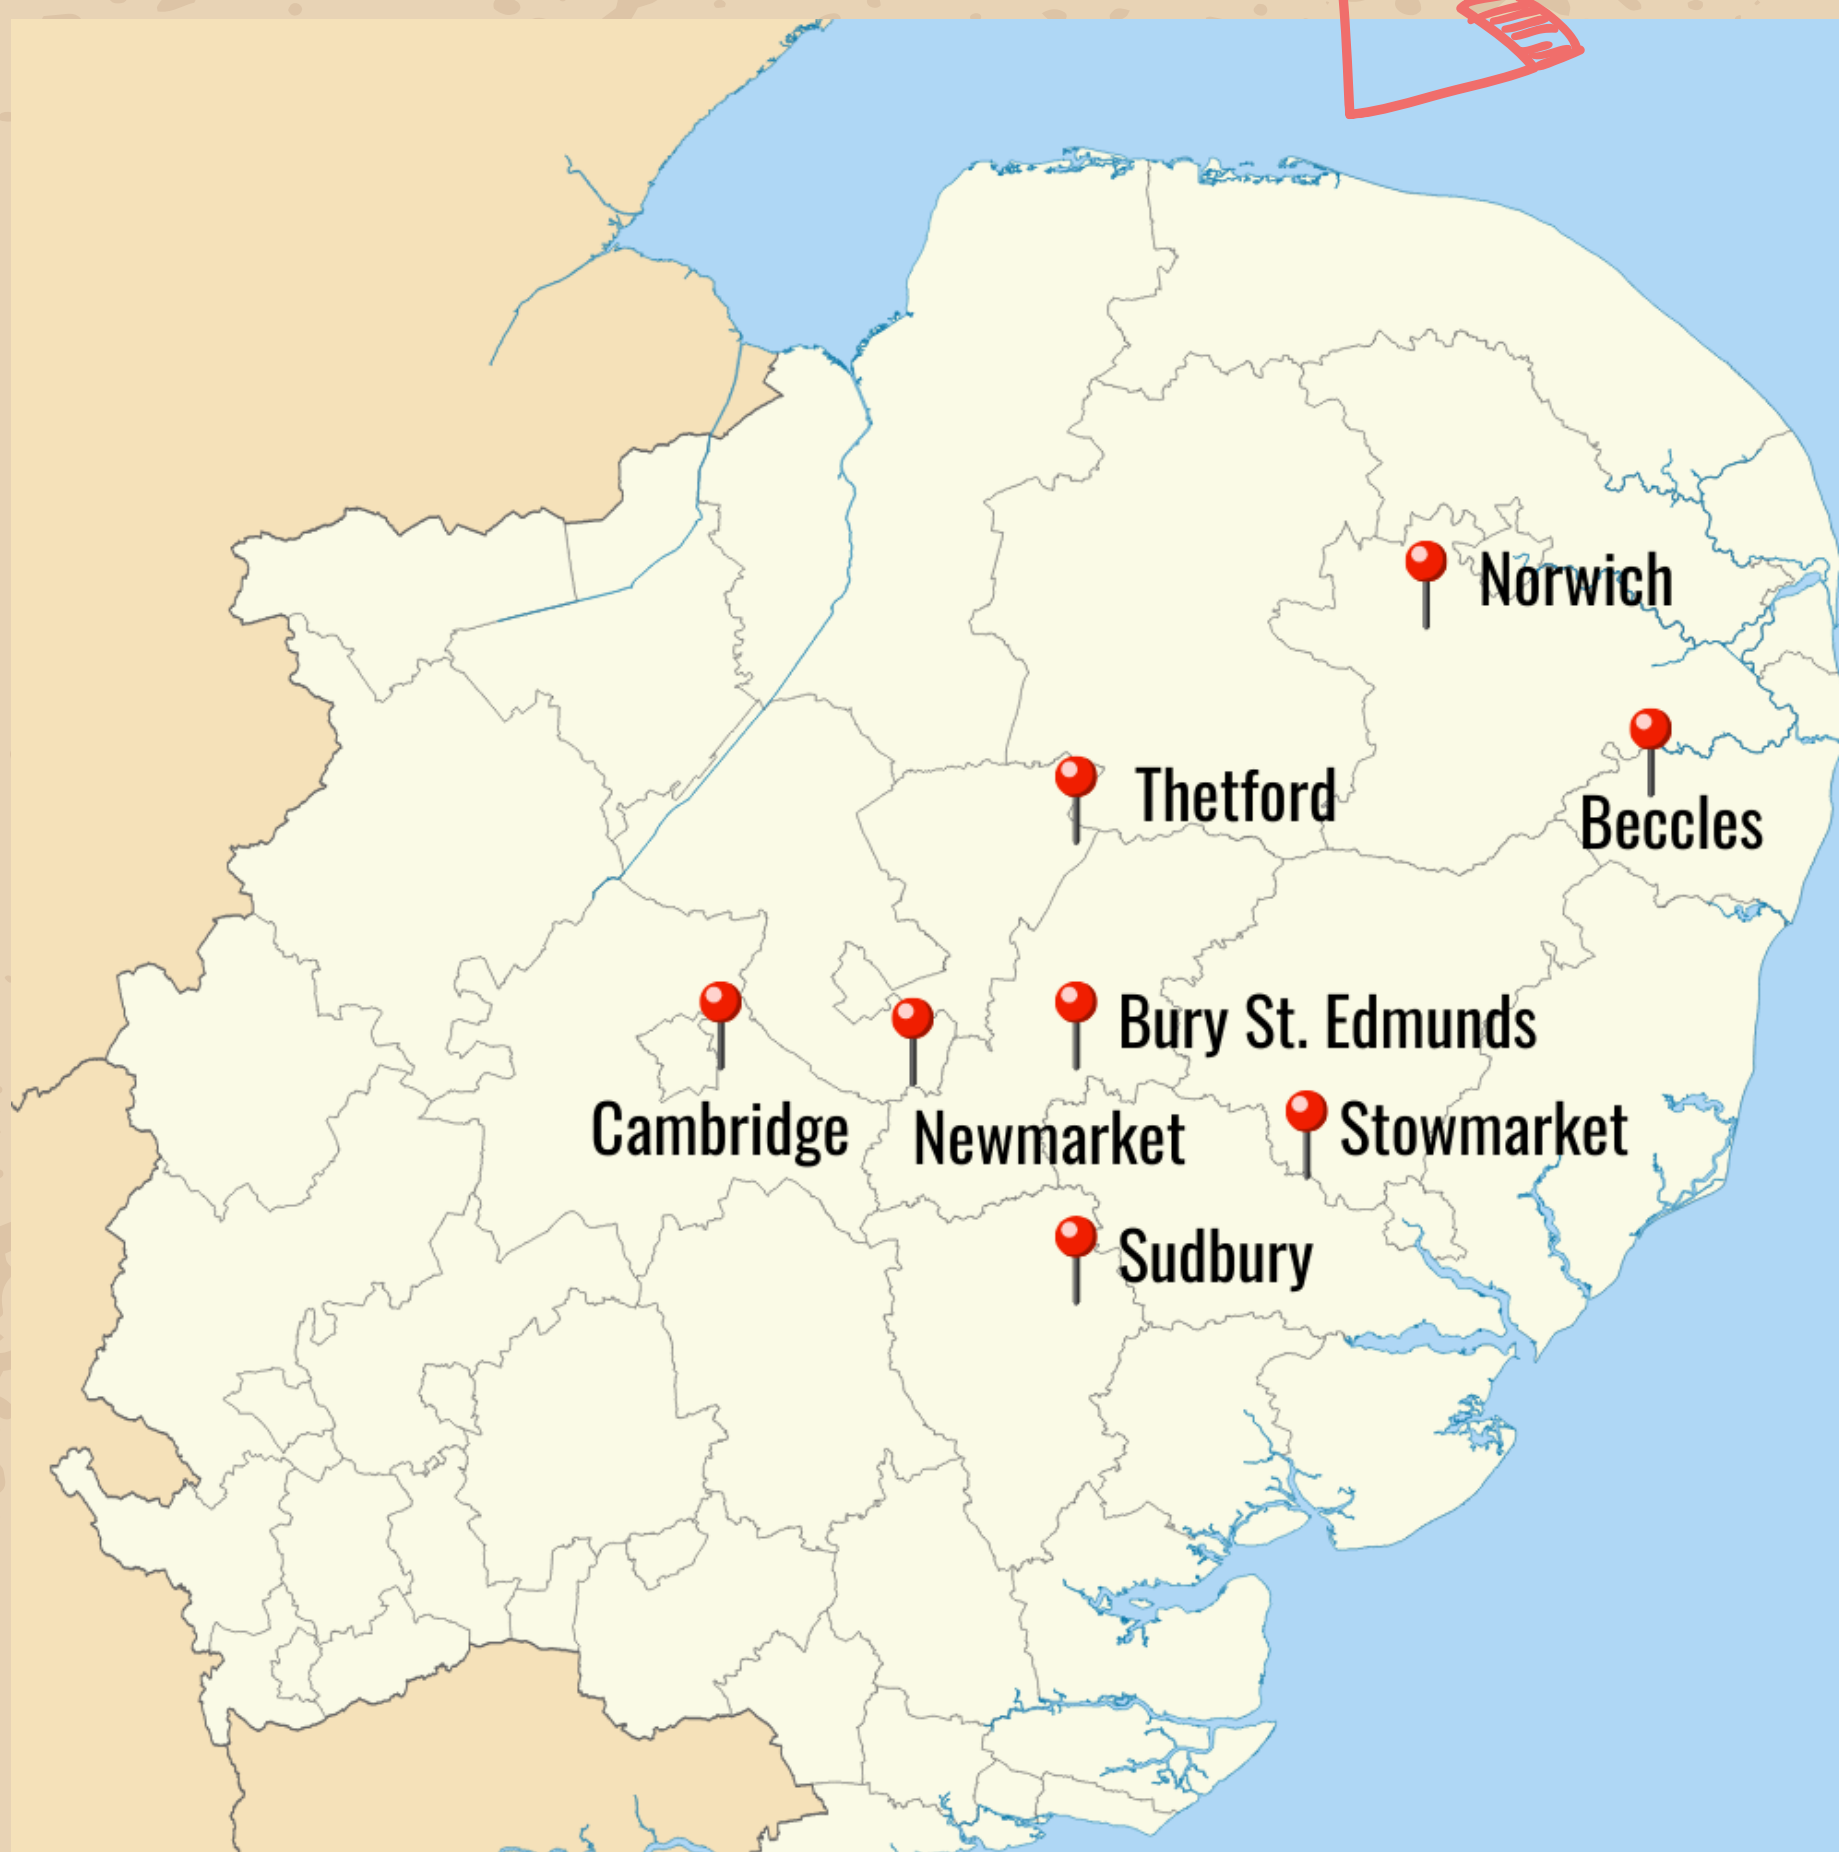 Norwich
Thetford
Beccles
Bury St. Edmunds
Cambridge
Newmarket
Stowmarket
Sudbury